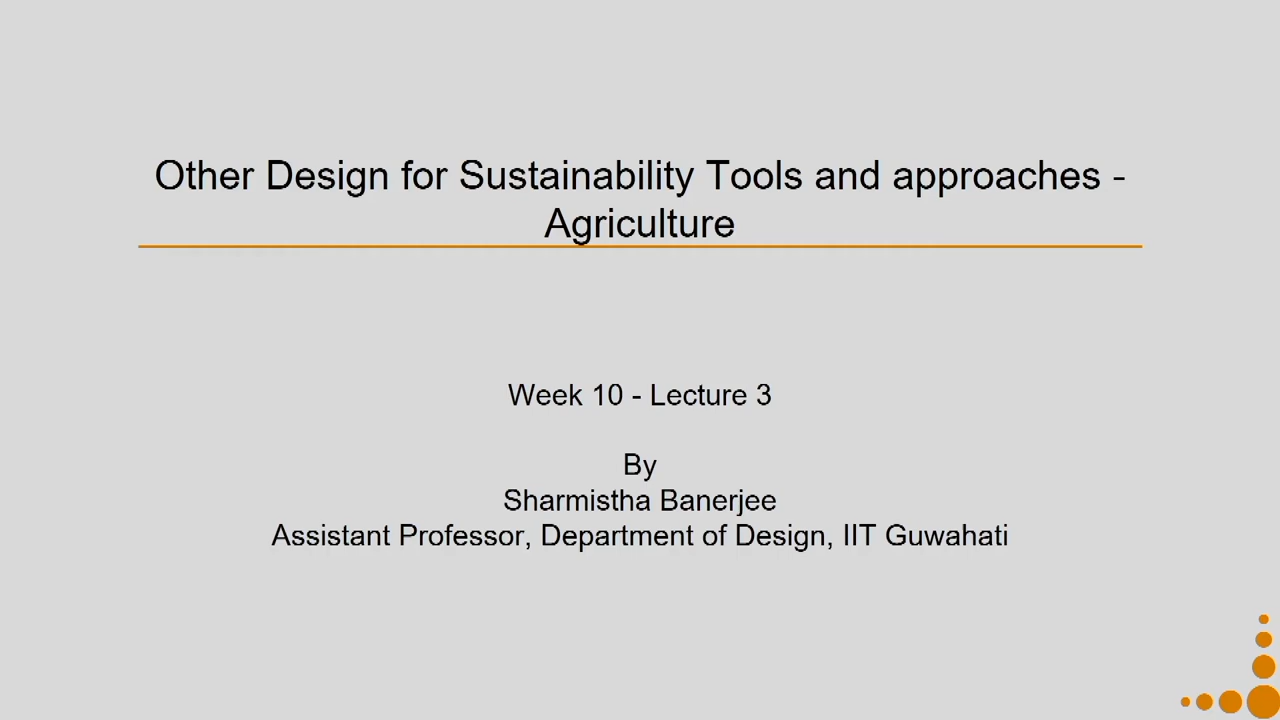 Other Design for Sustainability Tools and approaches -
Agriculture
Week 10 - Lecture 3
By
Sharmistha Banerjee
Assistant Professor, Department of Design, IIT Guwahati